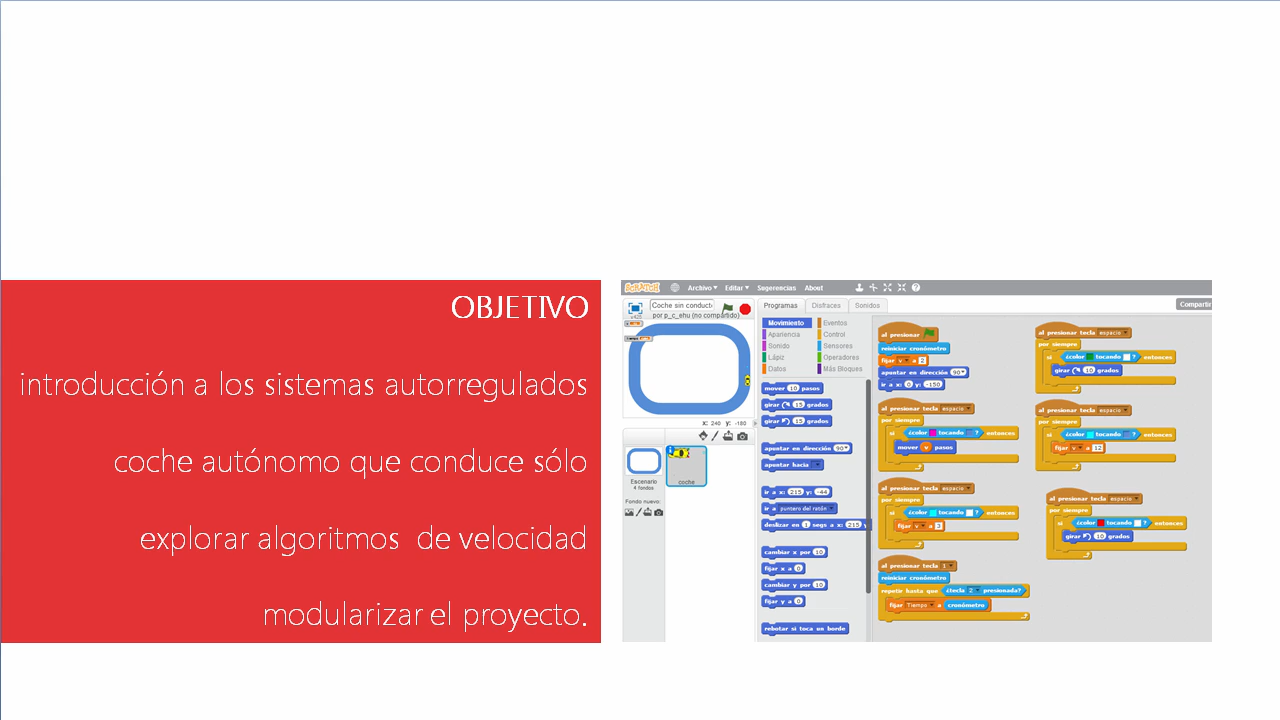 OBJETIVO
introducción a los sistemas autorregulados
coche autónomo que conduce sólo
explorar algoritmos de velocidad
modularizar el proyecto.
SCRATCH
Archivo Editar Sugerencias About
Coche sin conduct
por p_c_ehu (no compartido)
x: 240 y: -180
Escenario
4 fondos
Fondo nuevo:
coche
Programas Disfraces Sonidos
Compartir
Movimiento Eventos
Apariencia Control
Sonido Sensores
Lápiz Operadores
Datos Más Bloques
mover 10 pasos
girar 15 grados
girar 15 grados
apuntar en dirección 90
apuntar hacia
ir a x: 215 y: -44
ir a puntero del ratón
deslizar en 1 segs a x: 215 y
cambiar x por 10
fijar x a 0
cambiar y por 10
fijar y a 0
rebotar si toca un borde
al presionar
reiniciar cronómetro
fijar v a 2
apuntar en dirección 90
ir a x: 0 y: -150
al presionar tecla espacio
por siempre
si ¿color tocando ? entonces
mover v pasos
al presionar tecla espacio
por siempre
si ¿color tocando ? entonces
fijar v a 3
al presionar tecla 1
reiniciar cronómetro
repetir hasta que ¿tecla 2 presionada?
fijar Tiempo a cronómetro
al presionar tecla espacio
por siempre
si ¿color tocando ? entonces
girar 10 grados
al presionar tecla espacio
por siempre
si ¿color tocando ? entonces
fijar v a 12
al presionar tecla espacio
por siempre
si ¿color tocando ? entonces
girar 10 grados